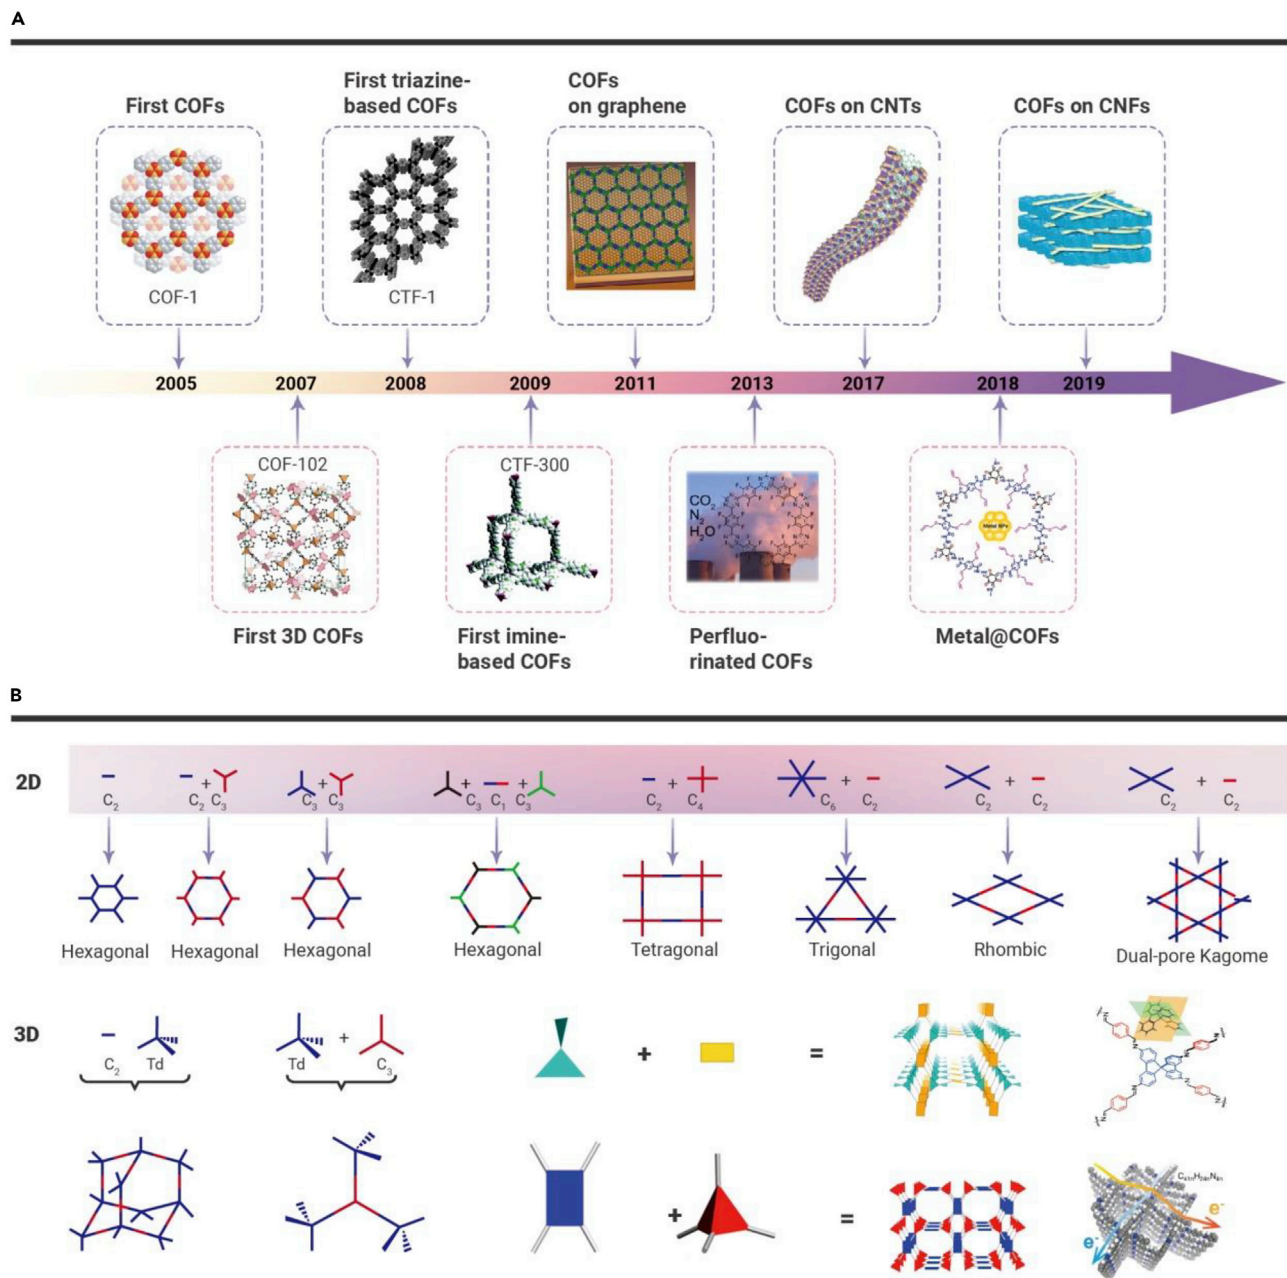 A
First COFs
First triazine-
based COFs
COFs
on graphene
COFs on CNTs
COFs on CNFs
COF-1
CTF-1
2005
2007
2008
2009
2011
2013
2017
2018
2019
COF-102
CTF-300
CO₂
N₂
H₂O
Metal NPs
First 3D COFs
First imine-
based COFs
Perfluo-
rinated COFs
Metal@COFs
B
2D
C₂
C₂ + C₃
C₃ + C₃
C₃ + C₁ + C₃
C₂ + C₄
C₆ + C₂
C₂ + C₂
C₂ + C₂
Hexagonal
Hexagonal
Hexagonal
Hexagonal
Tetragonal
Trigonal
Rhombic
Dual-pore Kagome
3D
C₂ Td
Td + C₃
+ =
+ =
e⁻
e⁻